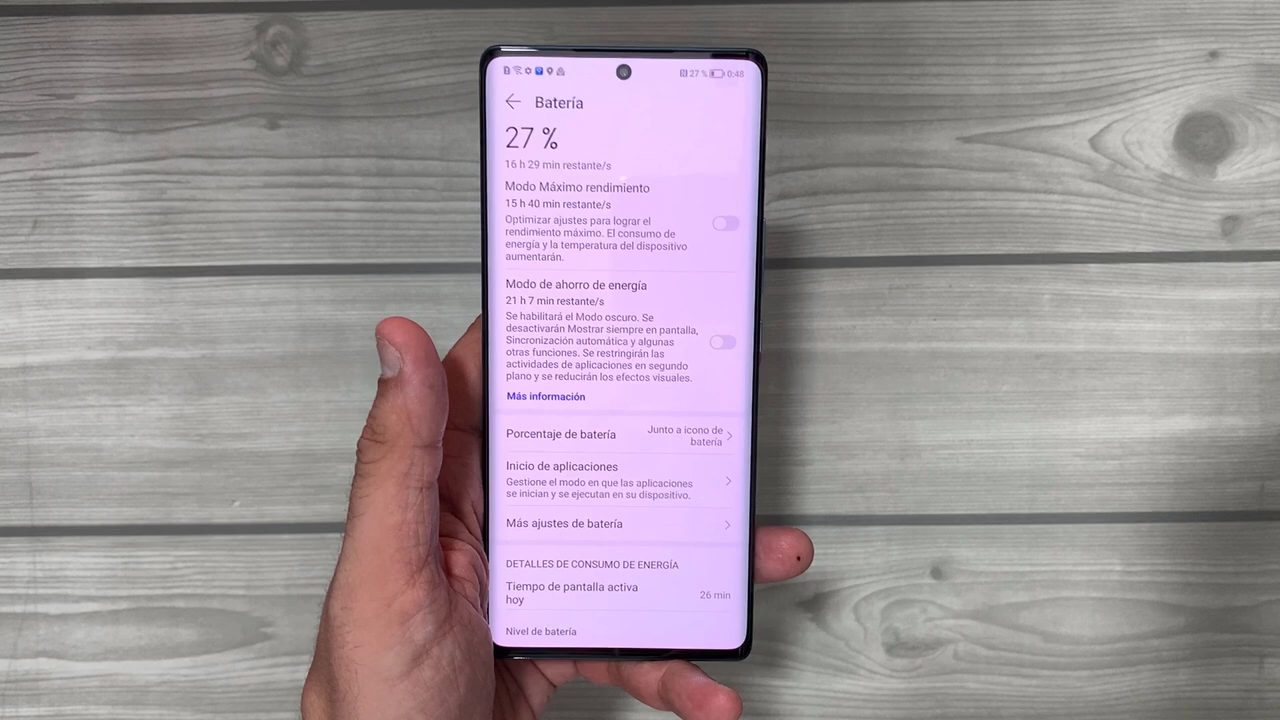 27 % 0:48
Batería
27 %
16 h 29 min restante/s
Modo Máximo rendimiento
15 h 40 min restante/s
Optimizar ajustes para lograr el
rendimiento máximo. El consumo de
energía y la temperatura del dispositivo
aumentarán.
Modo de ahorro de energía
21 h 7 min restante/s
Se habilitará el Modo oscuro. Se
desactivarán Mostrar siempre en pantalla,
Sincronización automática y algunas
otras funciones. Se restringirán las
actividades de aplicaciones en segundo
plano y se reducirán los efectos visuales.
Más información
Porcentaje de batería
Junto a icono de
batería
Inicio de aplicaciones
Gestione el modo en que las aplicaciones
se inician y se ejecutan en su dispositivo.
Más ajustes de batería
DETALLES DE CONSUMO DE ENERGÍA
Tiempo de pantalla activa
hoy
26 min
Nivel de batería